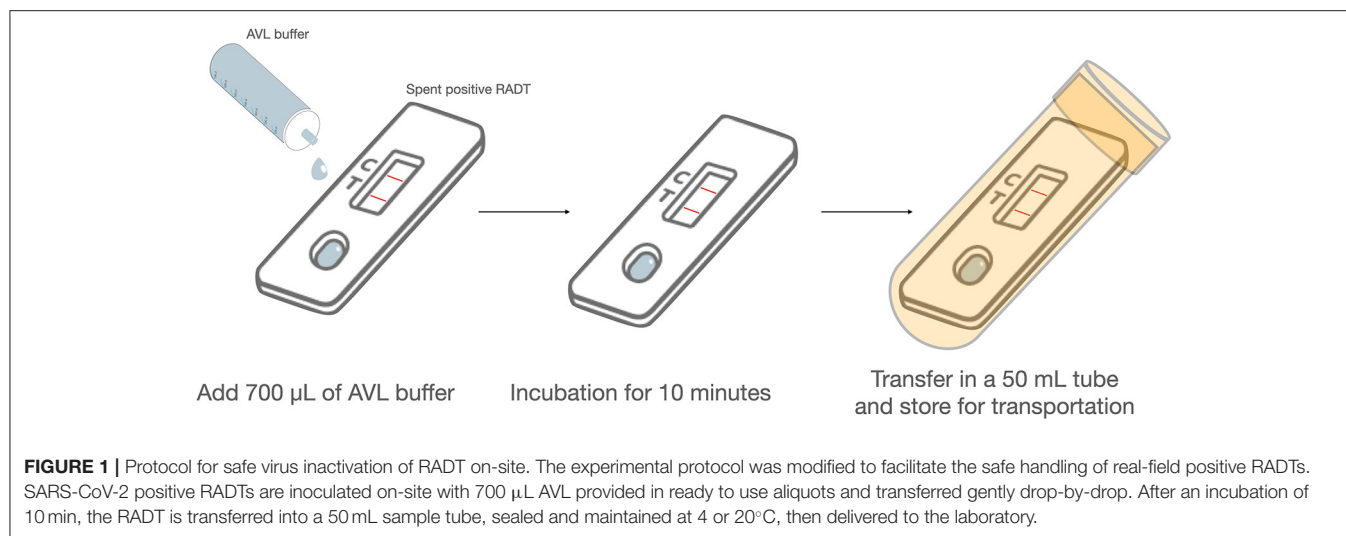 AVL buffer
Spent positive RADT
C
T
C
T
C
T
Add 700 µL of AVL buffer
Incubation for 10 minutes
Transfer in a 50 mL tube
and store for transportation
FIGURE 1 | Protocol for safe virus inactivation of RADT on-site. The experimental protocol was modified to facilitate the safe handling of real-field positive RADTs.
SARS-CoV-2 positive RADTs are inoculated on-site with 700 μL AVL provided in ready to use aliquots and transferred gently drop-by-drop. After an incubation of
10 min, the RADT is transferred into a 50 mL sample tube, sealed and maintained at 4 or 20°C, then delivered to the laboratory.